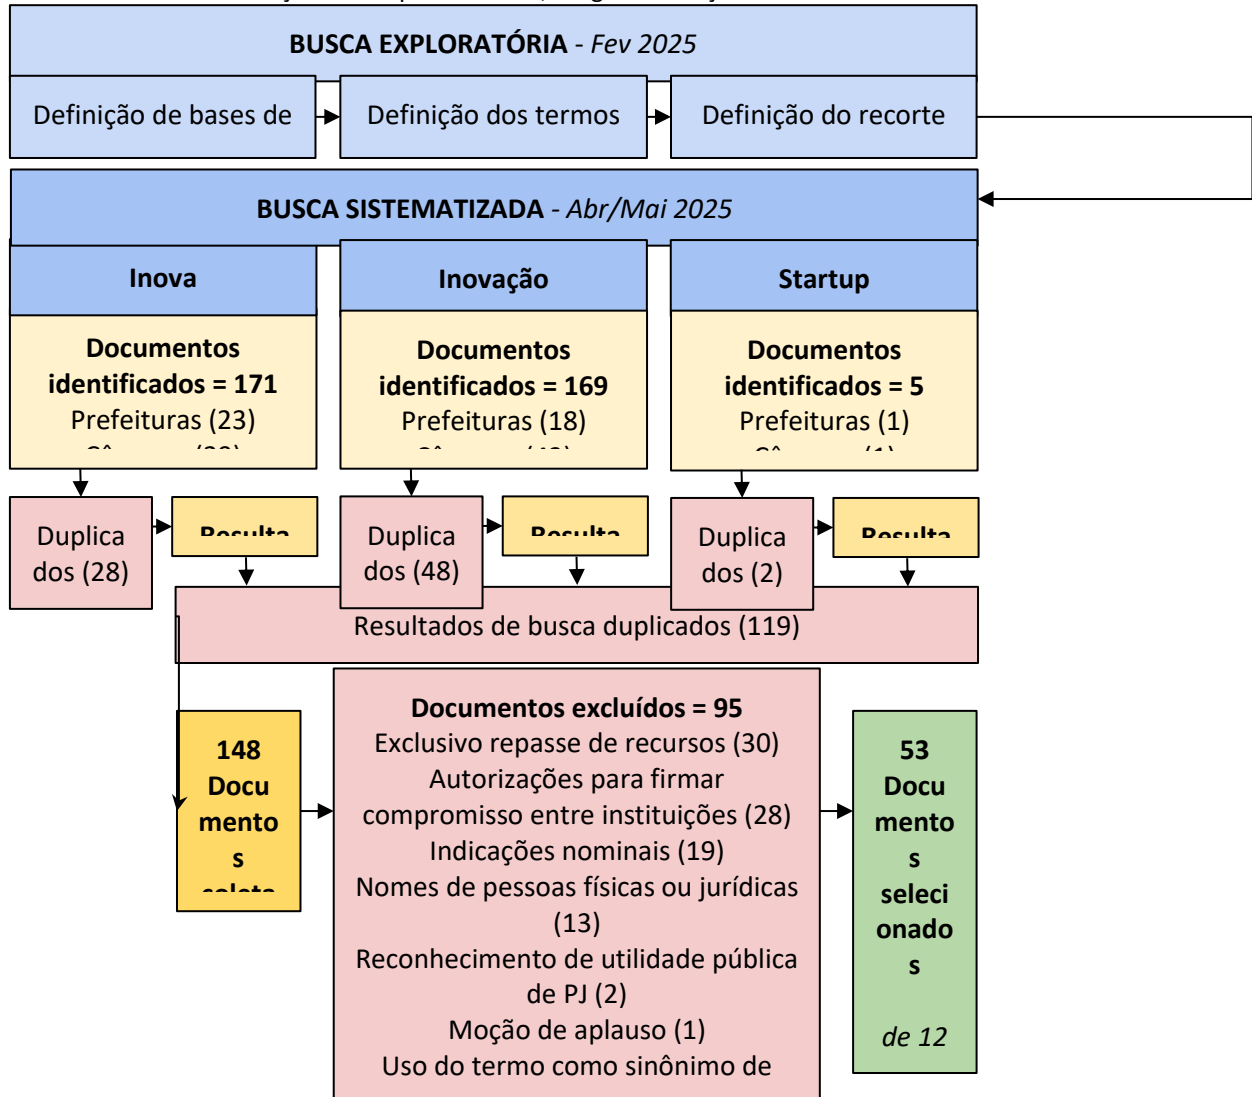 BUSCA EXPLORATÓRIA - Fev 2025
Definição de bases de
Definição dos termos
Definição do recorte
BUSCA SISTEMATIZADA - Abr/Mai 2025
Inova
Inovação
Startup
Documentos
identificados = 171
Prefeituras (23)
Documentos
identificados = 169
Prefeituras (18)
Documentos
identificados = 5
Prefeituras (1)
Duplica
dos (28)
Resulta
Duplica
dos (48)
Resulta
Duplica
dos (2)
Resulta
Resultados de busca duplicados (119)
148
Docu
mento
s
coleta
Documentos excluídos = 95
Exclusivo repasse de recursos (30)
Autorizações para firmar
compromisso entre instituições (28)
Indicações nominais (19)
Nomes de pessoas físicas ou jurídicas
(13)
Reconhecimento de utilidade pública
de PJ (2)
Moção de aplauso (1)
Uso do termo como sinônimo de
53
Docu
mento
s
seleci
onado
s
de 12